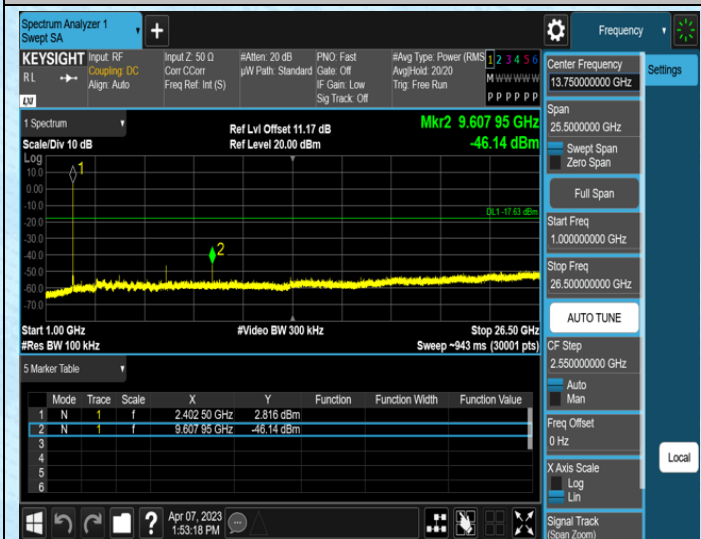 Spectrum Analyzer 1
Swept SA
+
Frequency
KEYSIGHT
RL
LXI
Input: RF
Coupling: DC
Align: Auto
Input Z: 50 Ω
Corr CCorr
Freq Ref: Int (S)
#Atten: 20 dB
µW Path: Standard
PNO: Fast
Gate: Off
IF Gain: Low
Sig Track: Off
#Avg Type: Power (RMS
Avg|Hold: 20/20
Trig: Free Run
1 2 3 4 5 6
M W W W W W
P P P P P P
1 Spectrum
Scale/Div 10 dB
Log
Ref Lvl Offset 11.17 dB
Ref Level 20.00 dBm
Mkr2 9.607 95 GHz
-46.14 dBm
10.0
0.00
-10.0
-20.0
-30.0
-40.0
-50.0
-60.0
-70.0
1
2
DL1 -17.63 dBm
Start 1.00 GHz
#Res BW 100 kHz
#Video BW 300 kHz
Stop 26.50 GHz
Sweep ~943 ms (30001 pts)
5 Marker Table
Mode Trace Scale X Y Function Function Width Function Value
1 N 1 f 2.402 50 GHz 2.816 dBm
2 N 1 f 9.607 95 GHz -46.14 dBm
3
4
5
6
Apr 07, 2023
1:53:18 PM
?
Center Frequency
13.75000000 GHz
Settings
Span
25.5000000 GHz
Swept Span
Zero Span
Full Span
Start Freq
1.000000000 GHz
Stop Freq
26.500000000 GHz
AUTO TUNE
CF Step
2.550000000 GHz
Auto
Man
Freq Offset
0 Hz
X Axis Scale
Log
Lin
Local
Signal Track
(Span Zoom)